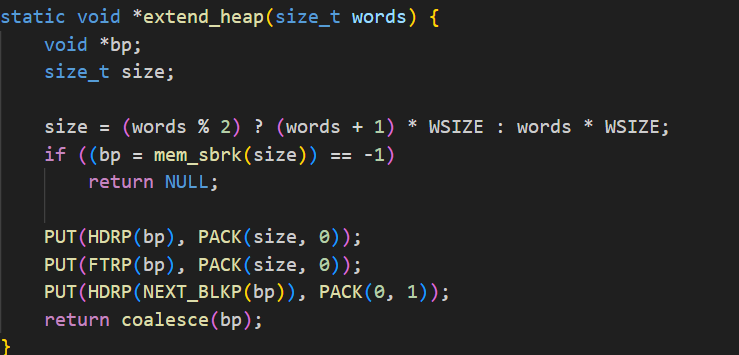 static void *extend_heap(size_t words) {
    void *bp;
    size_t size;

    size = (words % 2) ? (words + 1) * WSIZE : words * WSIZE;
    if ((bp = mem_sbrk(size)) == -1)
        return NULL;

    PUT(HDRP(bp), PACK(size, 0));
    PUT(FTRP(bp), PACK(size, 0));
    PUT(HDRP(NEXT_BLKP(bp)), PACK(0, 1));
    return coalesce(bp);
}